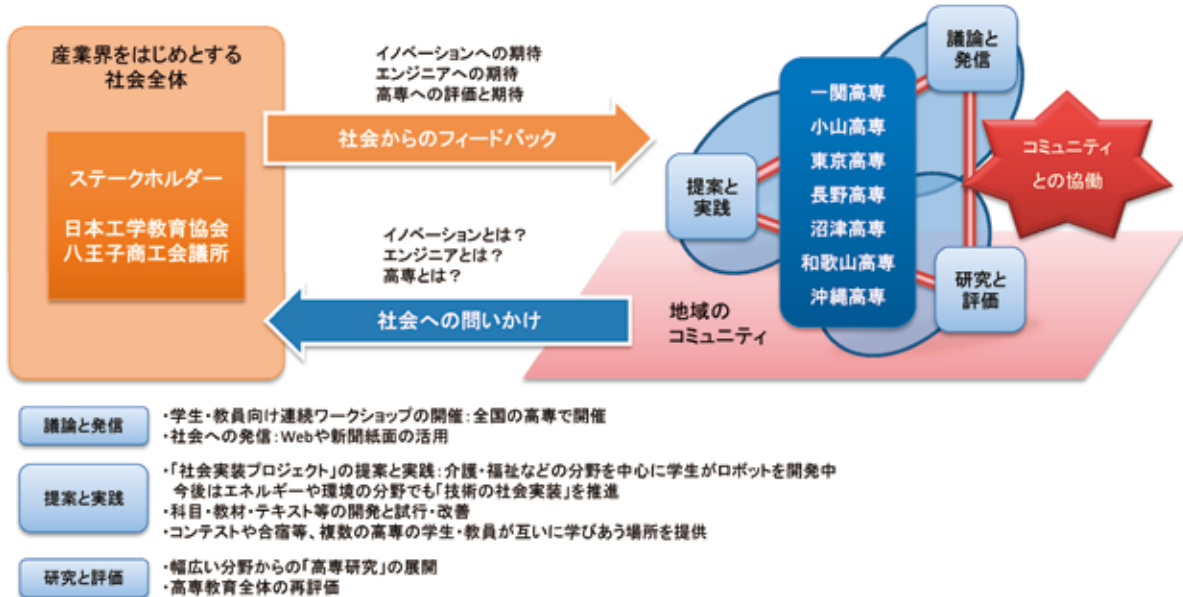 産業界をはじめとする
社会全体
ステークホルダー
日本工学教育協会
八王子商工会議所
イノベーションへの期待
エンジニアへの期待
高専への評価と期待
社会からのフィードバック
イノベーションとは？
エンジニアとは？
高専とは？
社会への問いかけ
議論と
発信
提案と
実践
研究と
評価
一関高専
小山高専
東京高専
長野高専
沼津高専
和歌山高専
沖縄高専
コミュニティ
との協働
地域の
コミュニティ
議論と発信
・学生・教員向け連続ワークショップの開催：全国の高専で開催
・社会への発信：Webや新聞紙面の活用
提案と実践
・「社会実装プロジェクト」の提案と実践：介護・福祉などの分野を中心に学生がロボットを開発中
今後はエネルギーや環境の分野でも「技術の社会実装」を推進
・科目・教材・テキスト等の開発と試行・改善
・コンテストや合宿等、複数の高専の学生・教員が互いに学びあう場所を提供
研究と評価
・幅広い分野からの「高専研究」の展開
・高専教育全体の再評価